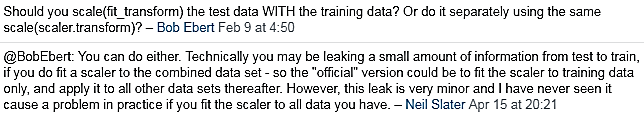 Should you scale(fit_transform) the test data WITH the training data? Or do it separately using the same
scale(scaler.transform)? – Bob Ebert Feb 9 at 4:50
@BobEbert: You can do either. Technically you may be leaking a small amount of information from test to train,
if you do fit a scaler to the combined data set - so the "official" version could be to fit the scaler to training data
only, and apply it to all other data sets thereafter. However, this leak is very minor and I have never seen it
cause a problem in practice if you fit the scaler to all data you have. – Neil Slater Apr 15 at 20:21